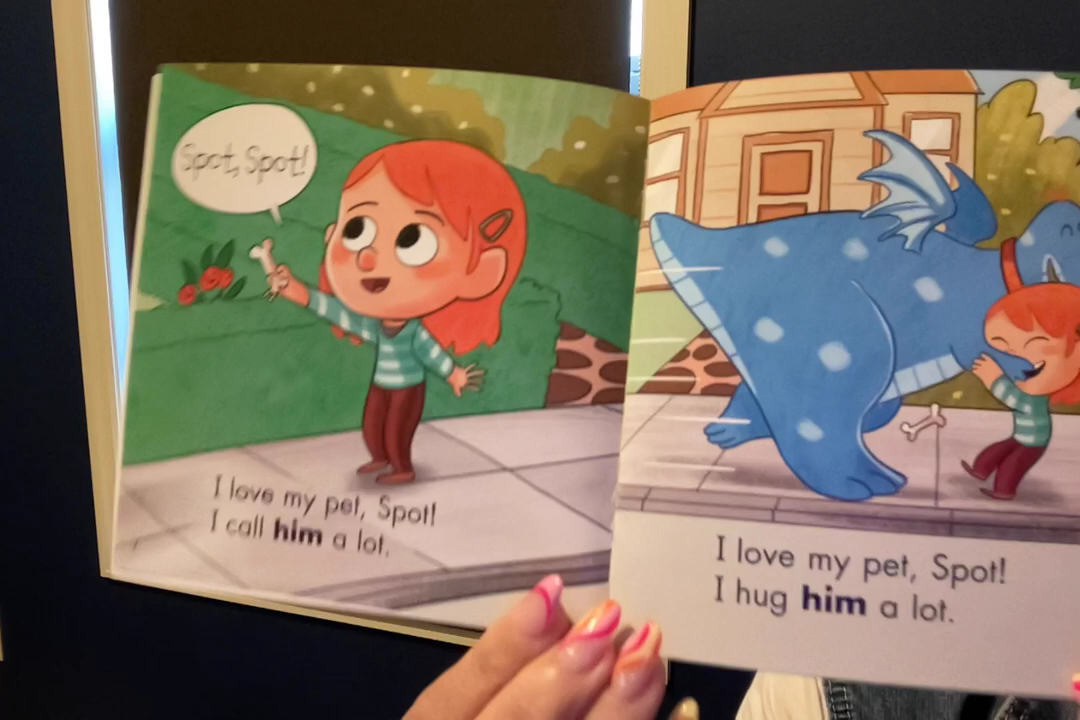 Spot, Spot!
I love my pet, Spot!
I call him a lot.
I love my pet, Spot!
I hug him a lot.